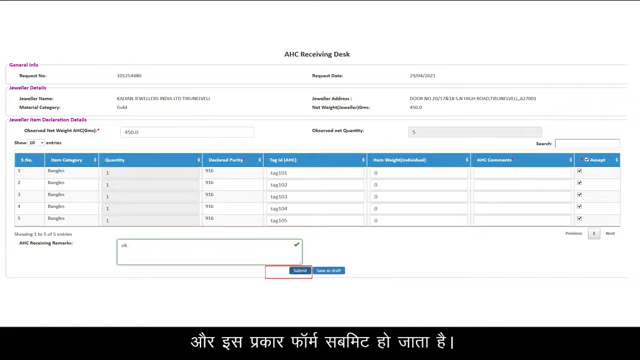 AHC Receiving Desk
General Info
Request No: 101254480 Request Date: 29/04/2021
Jeweller Details
Jeweller Name: KALYAN JEWELLERS INDIA LTD TIRUNELVELI Jeweller Address : DOOR NO 20/17&18 S.N HIGH ROAD,TIRUNELVELI,,627001
Material Category: Gold Net Weight(Jeweller)(Gms): 450.0
Jeweller Item Declaration Details
Observed Net Weight AHC(Gms):* 450.0 Observed net Quantity: 5
Show 10 entries Search:
S.No. Item Category Quantity Declared Purity Tag Id (AHC) Item Weight(Individual) AHC Comments Accept
1 Bangles 1 916 tag101 0
2 Bangles 1 916 tag102 0
3 Bangles 1 916 tag103 0
4 Bangles 1 916 tag104 0
5 Bangles 1 916 tag105 0
Showing 1 to 5 of 5 entries Previous 1 Next
AHC Receiving Remarks: ok
Submit Save as draft
और इस प्रकार फॉर्म सबमिट हो जाता है।